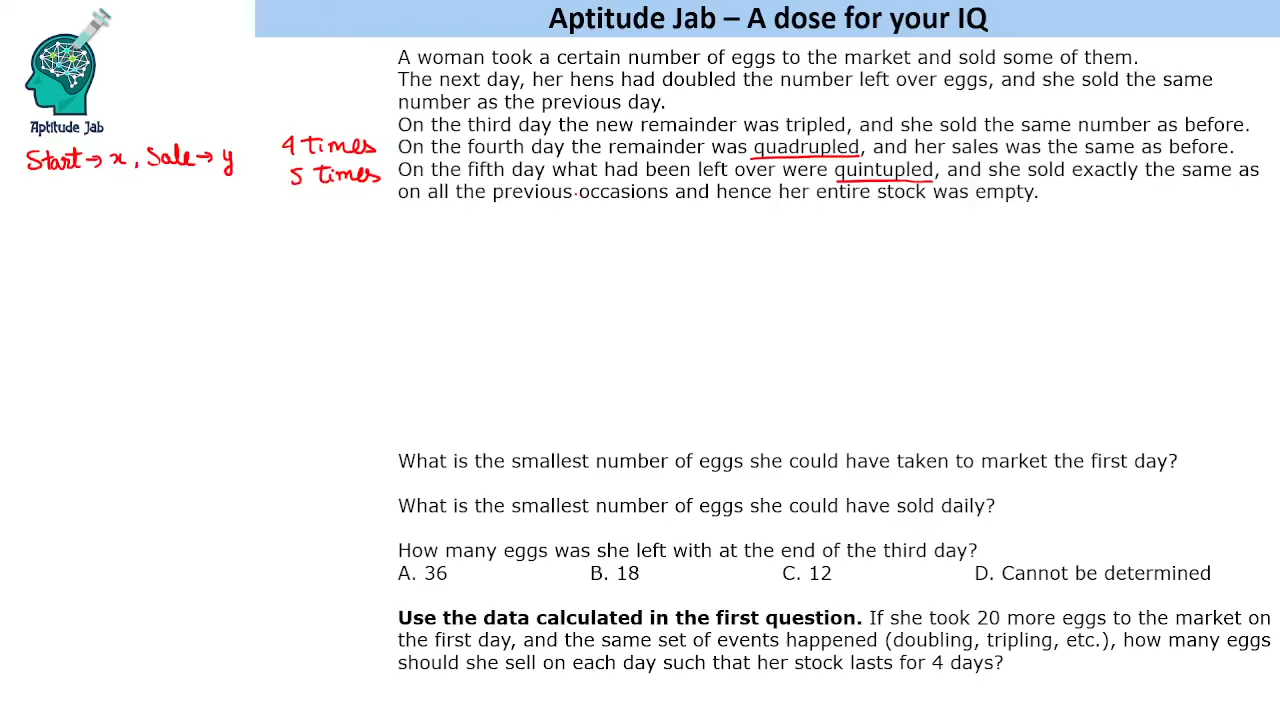 Aptitude Jab – A dose for your IQ
Aptitude Jab
Start → x, Sale → y
4 times
5 times
A woman took a certain number of eggs to the market and sold some of them.
The next day, her hens had doubled the number left over eggs, and she sold the same
number as the previous day.
On the third day the new remainder was tripled, and she sold the same number as before.
On the fourth day the remainder was quadrupled, and her sales was the same as before.
On the fifth day what had been left over were quintupled, and she sold exactly the same as
on all the previous occasions and hence her entire stock was empty.
What is the smallest number of eggs she could have taken to market the first day?
What is the smallest number of eggs she could have sold daily?
How many eggs was she left with at the end of the third day?
A. 36 B. 18 C. 12 D. Cannot be determined
Use the data calculated in the first question. If she took 20 more eggs to the market on
the first day, and the same set of events happened (doubling, tripling, etc.), how many eggs
should she sell on each day such that her stock lasts for 4 days?